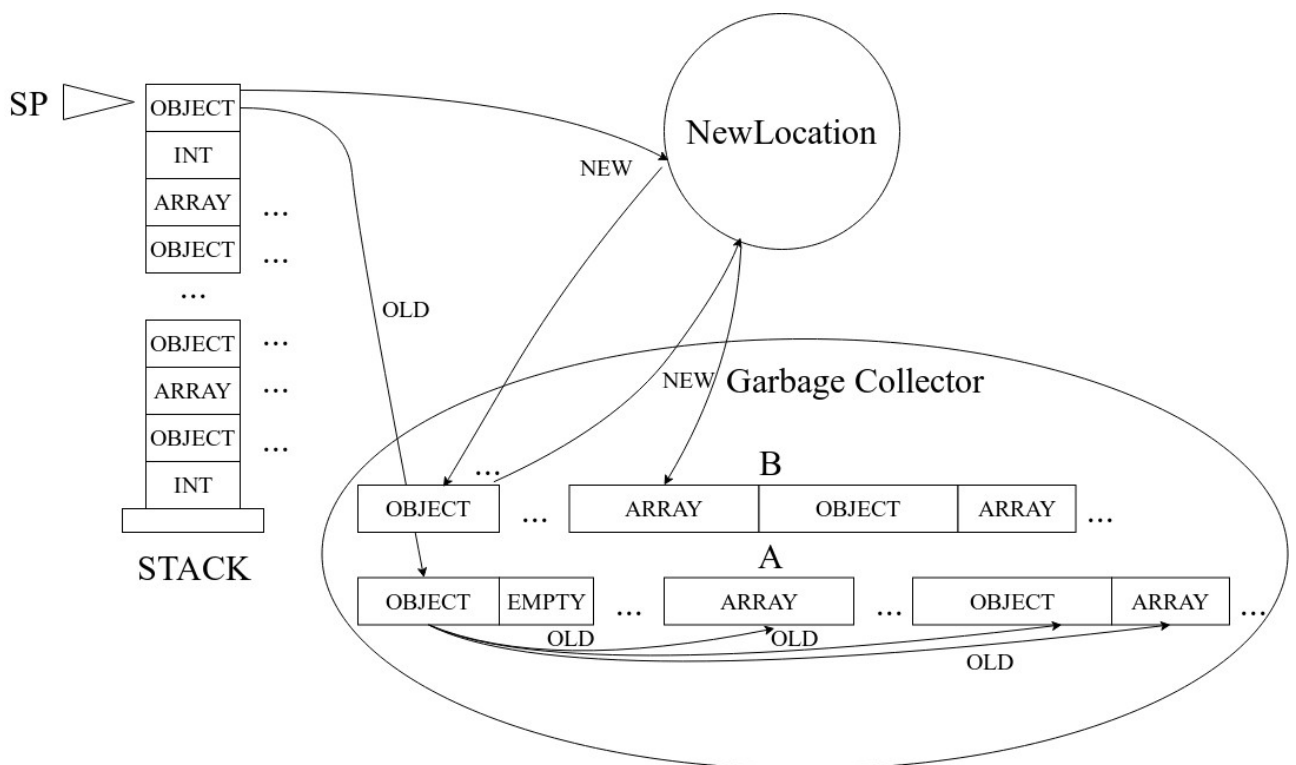 SP
OBJECT
INT
ARRAY
...
OBJECT
...
...
OBJECT
...
ARRAY
...
OBJECT
...
INT
STACK
NewLocation
NEW
OLD
NEW
Garbage Collector
...
B
OBJECT
...
ARRAY
OBJECT
ARRAY
...
A
OBJECT
EMPTY
...
ARRAY
...
OBJECT
ARRAY
...
OLD
OLD
OLD